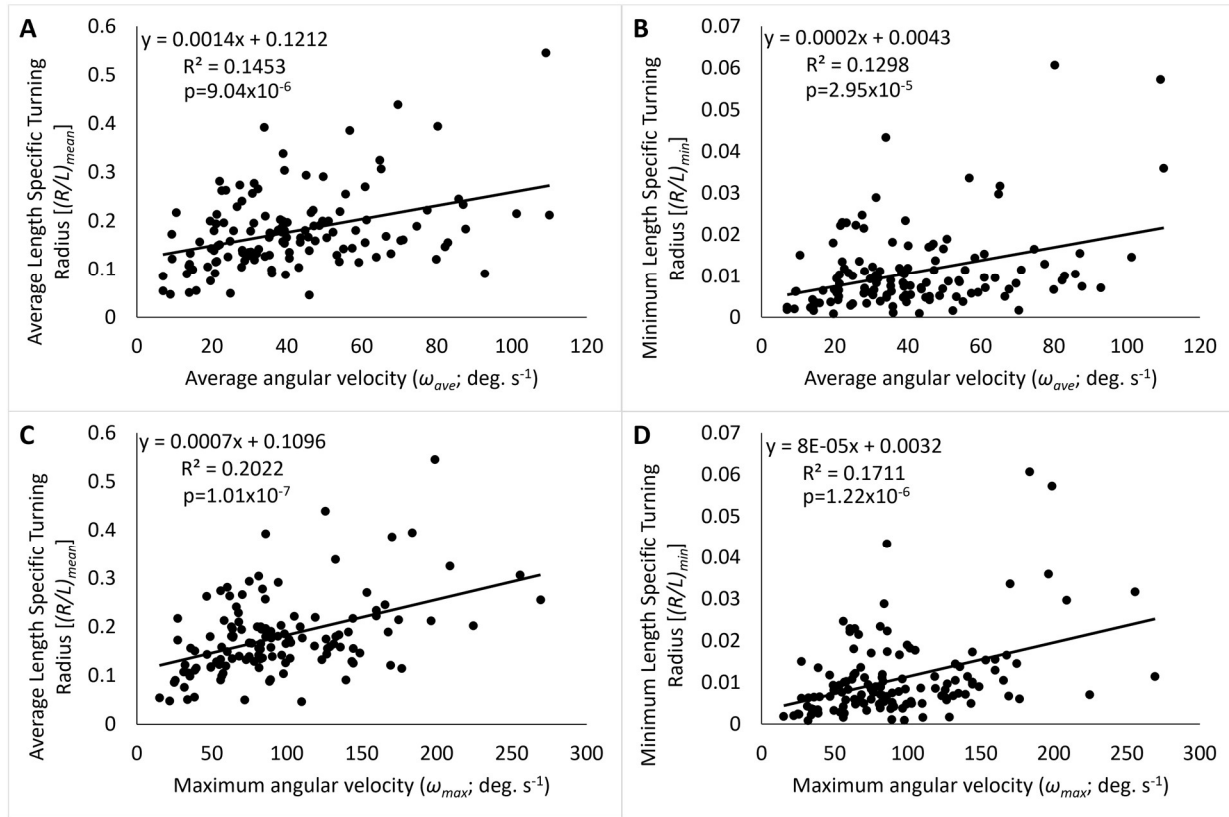 A
y = 0.0014x + 0.1212
R² = 0.1453
p=9.04x10⁻⁶
Average Length Specific Turning
Radius [(R/L)mean]
0.6
0.5
0.4
0.3
0.2
0.1
0
0 20 40 60 80 100 120
Average angular velocity (ωave; deg. s⁻¹)
B
y = 0.0002x + 0.0043
R² = 0.1298
p=2.95x10⁻⁵
Minimum Length Specific Turning
Radius [(R/L)min]
0.07
0.06
0.05
0.04
0.03
0.02
0.01
0
0 20 40 60 80 100 120
Average angular velocity (ωave; deg. s⁻¹)
C
y = 0.0007x + 0.1096
R² = 0.2022
p=1.01x10⁻⁷
Average Length Specific Turning
Radius [(R/L)mean]
0.6
0.5
0.4
0.3
0.2
0.1
0
0 50 100 150 200 250 300
Maximum angular velocity (ωmax; deg. s⁻¹)
D
y = 8E-05x + 0.0032
R² = 0.1711
p=1.22x10⁻⁶
Minimum Length Specific Turning
Radius [(R/L)min]
0.07
0.06
0.05
0.04
0.03
0.02
0.01
0
0 50 100 150 200 250 300
Maximum angular velocity (ωmax; deg. s⁻¹)